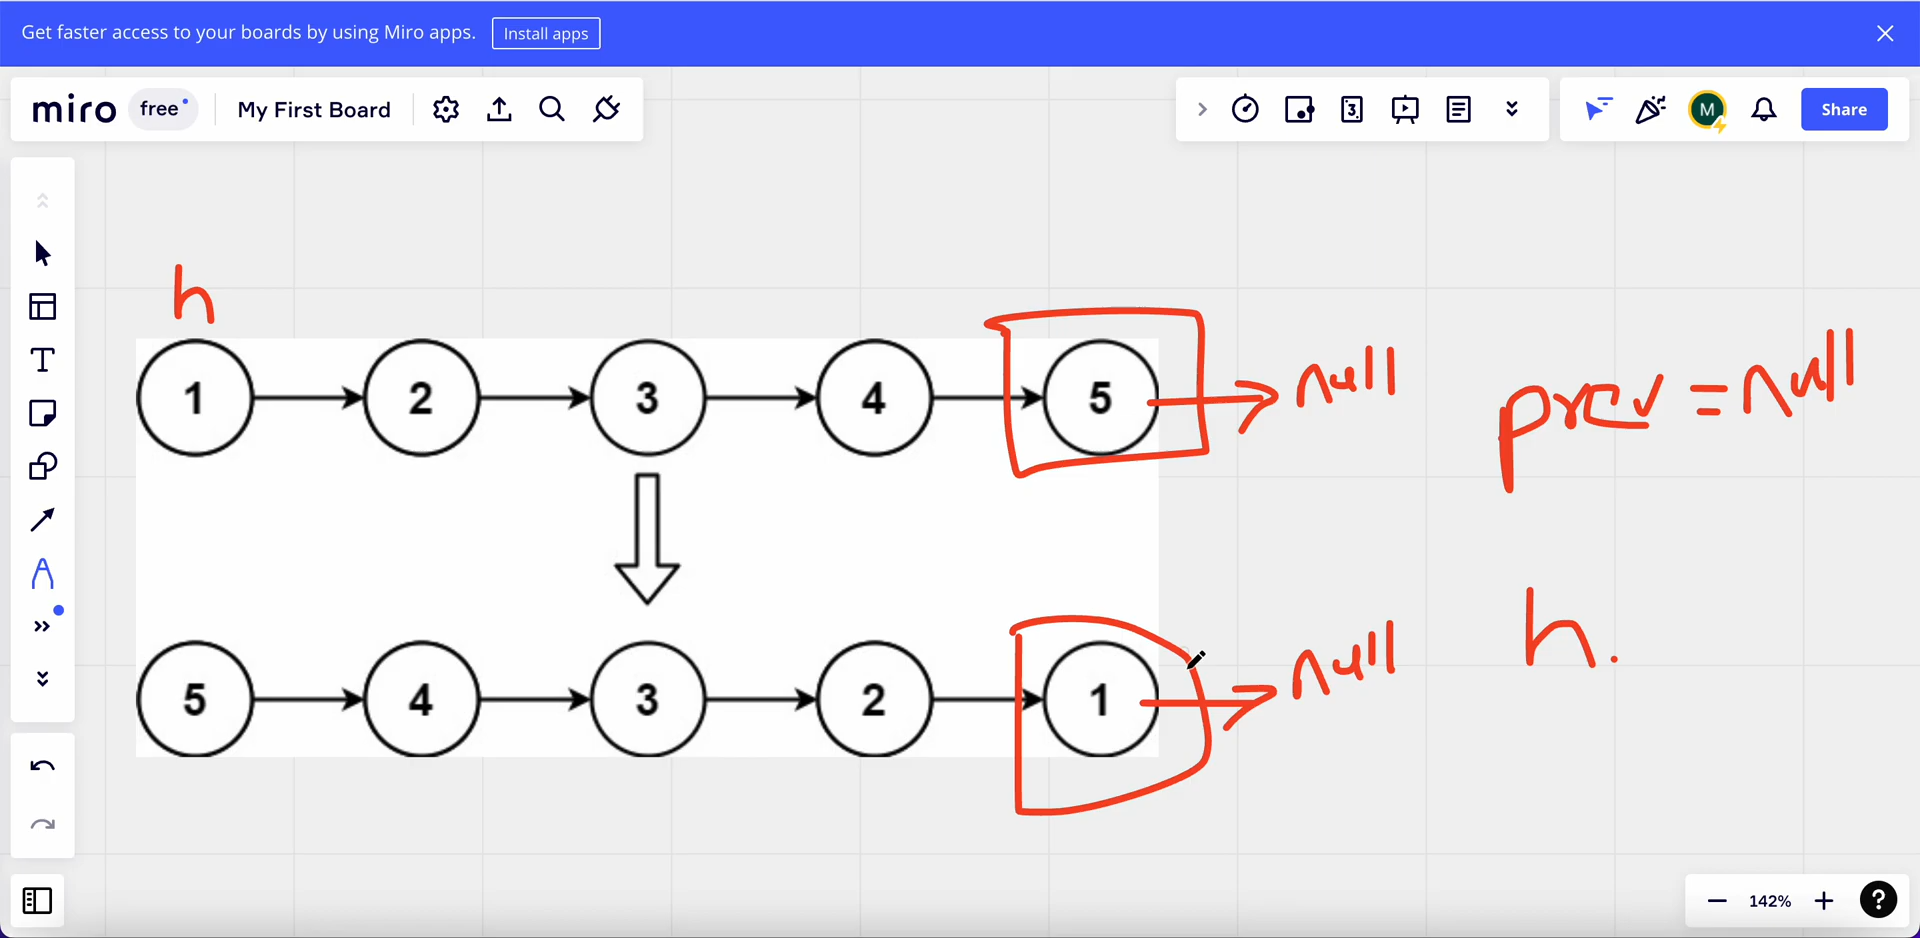 Get faster access to your boards by using Miro apps. Install apps
miro free My First Board 3 M Share
h
1 2 3 4 5 null prev = null
5 4 3 2 1 null h.
142% ?